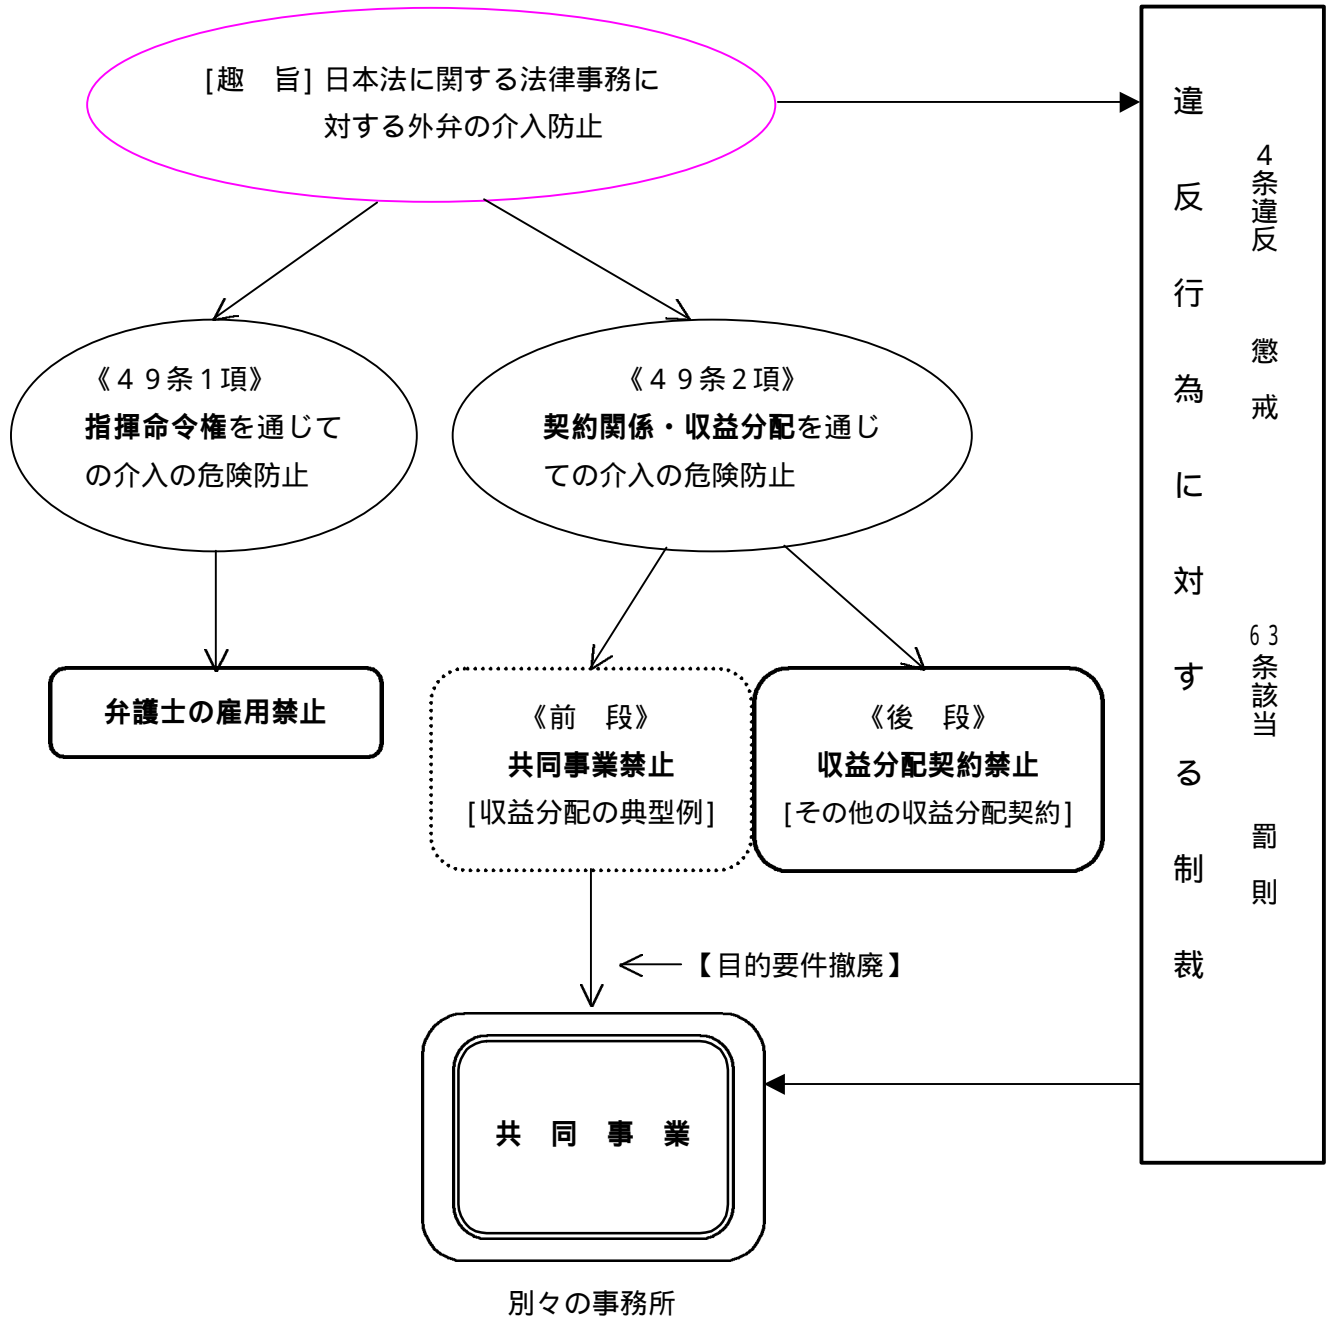 [趣　旨] 日本法に関する法律事務に
対する外弁の介入防止
《４９条1項》
指揮命令権を通じて
の介入の危険防止
《４９条2項》
契約関係・収益分配を通じ
ての介入の危険防止
弁護士の雇用禁止
《前　段》
共同事業禁止
[収益分配の典型例]
《後　段》
収益分配契約禁止
[その他の収益分配契約]
【目的要件撤廃】
共　同　事　業
別々の事務所
違反行為に対する制裁
４条違反　懲戒
63条該当　罰則